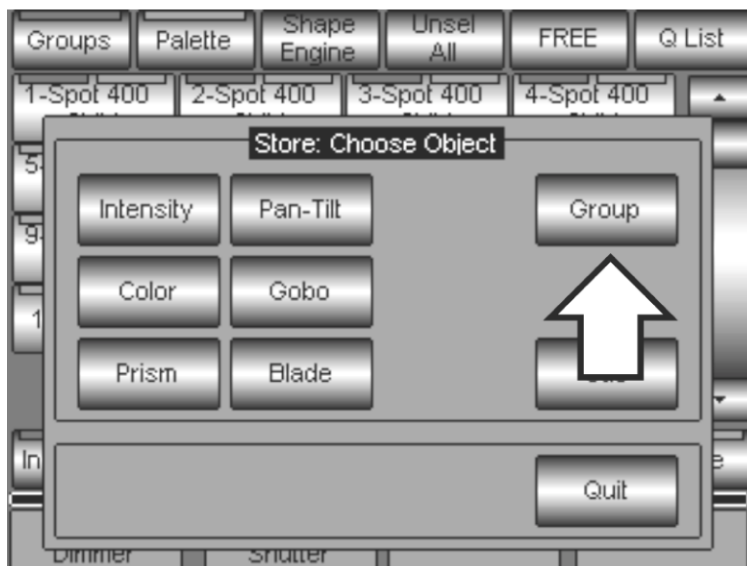 Groups Palette Shape Engine Unsel All FREE Q List
1-Spot 400 2-Spot 400 3-Spot 400 4-Spot 400
Store: Choose Object
Intensity Pan-Tilt Group
Color Gobo
Prism Blade
Quit
Dimmer Shutter